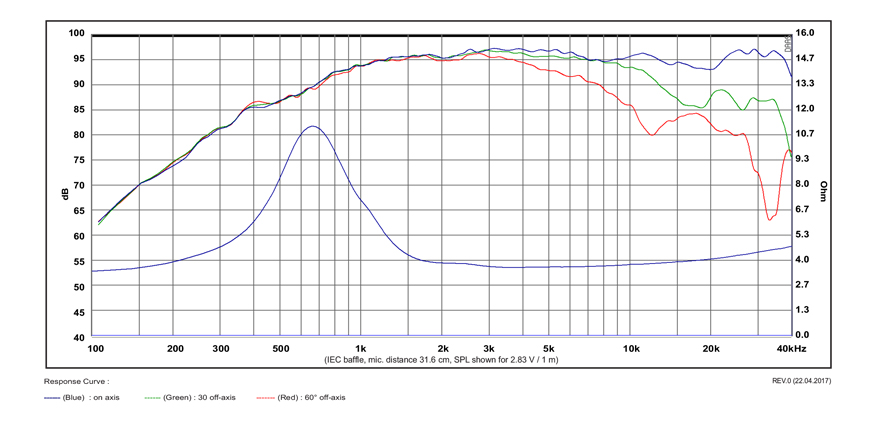 100 16.0
95 14.7
90 13.3
85 12.0
80 10.7
75 9.3
70 8.0
65 6.7
60 5.3
55 4.0
50 2.7
45 1.3
40 0.0
dB
Ohm
DAAS
100 200 300 500 1k 2k 3k 5k 10k 20k 40kHz
(IEC baffle, mic. distance 31.6 cm, SPL shown for 2.83 V / 1 m)
Response Curve : REV.0 (22.04.2017)
(Blue) : on axis (Green) : 30 off-axis (Red) : 60° off-axis